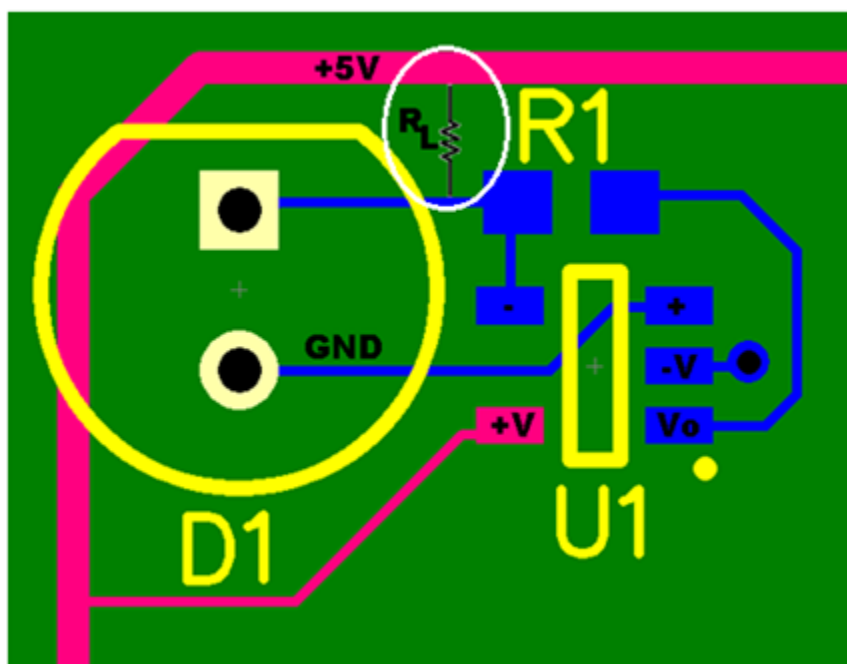 +5V
RL
R1
-
+
GND
-V
+V
Vo
D1
U1